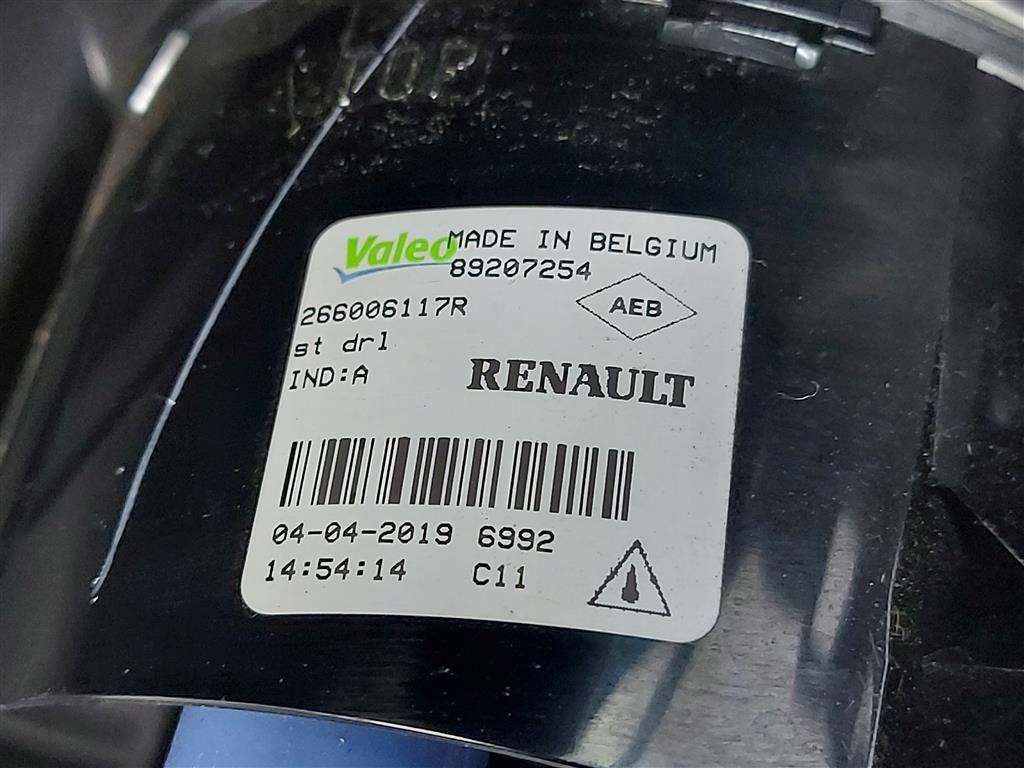 TOP
Valeo MADE IN BELGIUM
89207254
266006117R
AEB
st drl
IND:A
RENAULT
04-04-2019 6992
14:54:14 C11